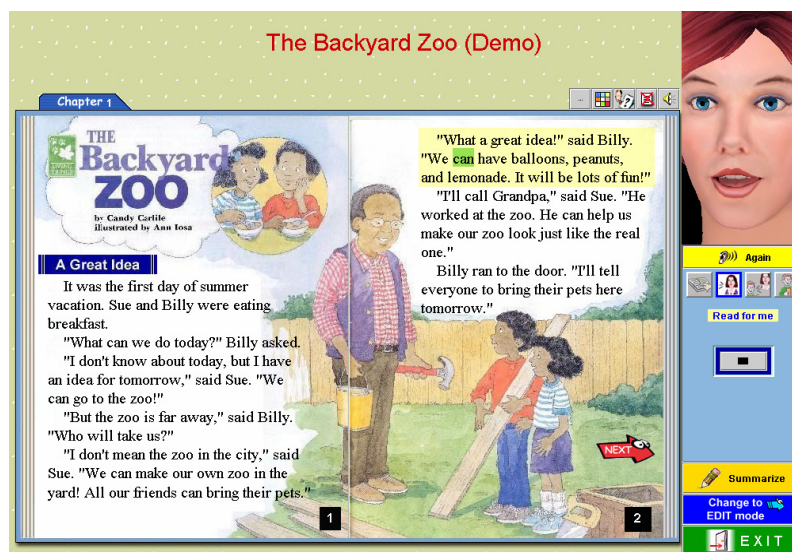 The Backyard Zoo (Demo)
Chapter 1
THE
Backyard
ZOO
LIVING
THINGS
by Candy Carlile
illustrated by Ann Iosa
A Great Idea
It was the first day of summer
vacation. Sue and Billy were eating
breakfast.
"What can we do today?" Billy asked.
"I don't know about today, but I have
an idea for tomorrow," said Sue. "We
can go to the zoo!"
"But the zoo is far away," said Billy.
"Who will take us?"
"I don't mean the zoo in the city," said
Sue. "We can make our own zoo in the
yard! All our friends can bring their pets."
1
"What a great idea!" said Billy.
"We can have balloons, peanuts,
and lemonade. It will be lots of fun!"
"I'll call Grandpa," said Sue. "He
worked at the zoo. He can help us
make our zoo look just like the real
one."
Billy ran to the door. "I'll tell
everyone to bring their pets here
tomorrow."
NEXT
2
Again
Read for me
Summarize
Change to
EDIT mode
EXIT